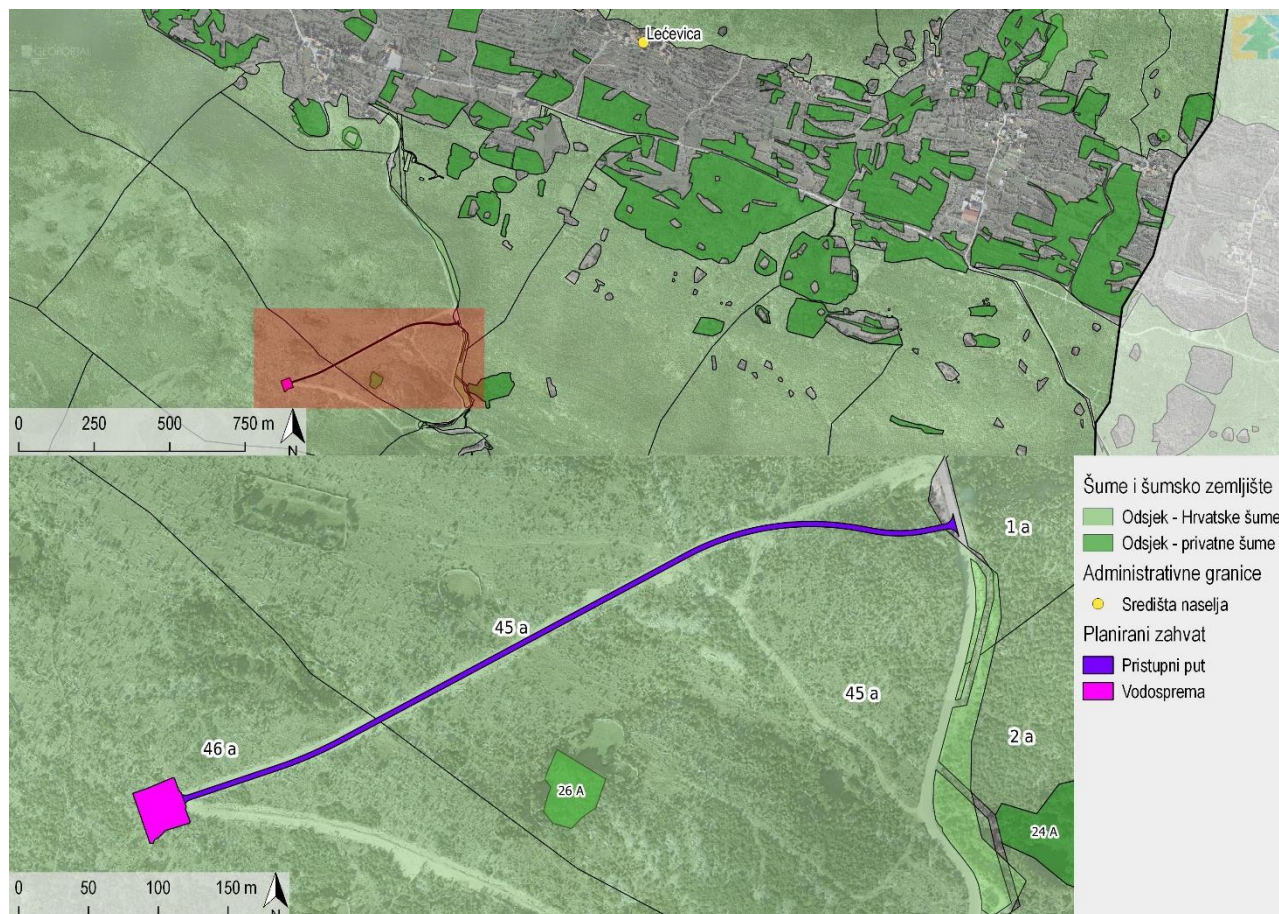 GEOPORTAL
Lećevica
0 250 500 750 m
N
Šume i šumsko zemljište
Odsjek - Hrvatske šume
Odsjek - privatne šume
Administrativne granice
Središta naselja
Planirani zahvat
Pristupni put
Vodosprema
1 a
45 a
45 a
2 a
46 a
26 A
24 A
0 50 100 150 m
N